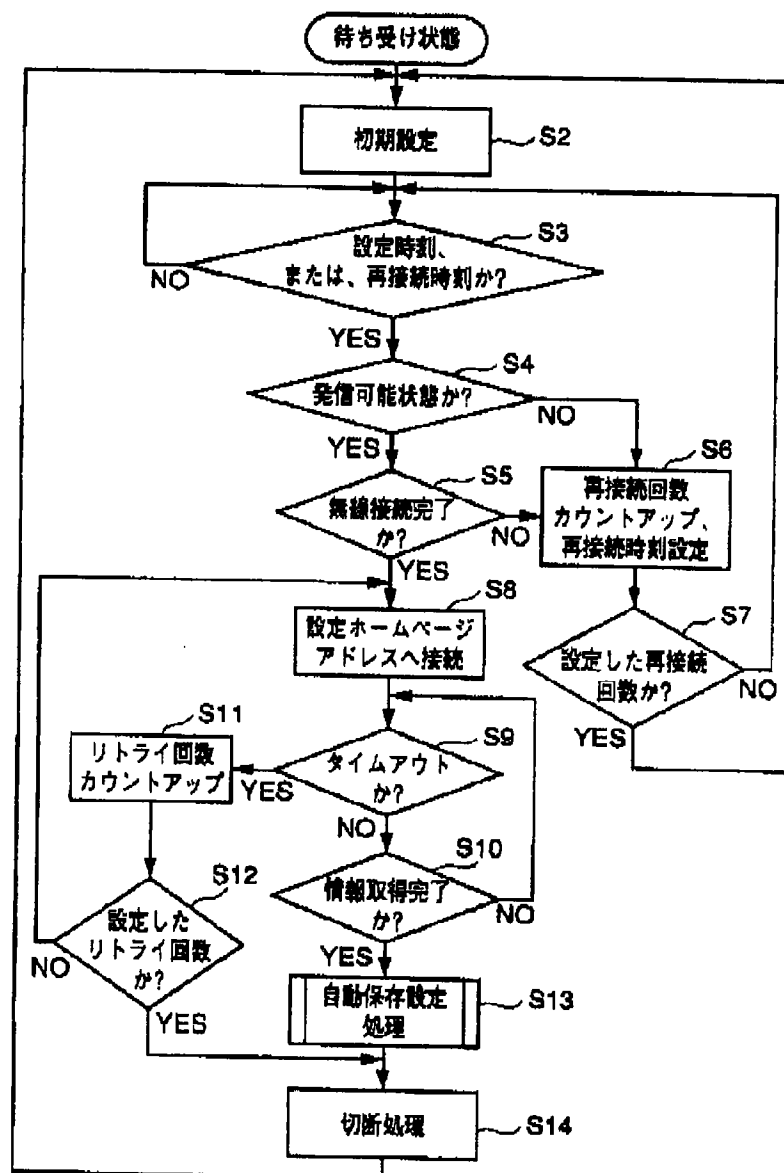 待ち受け状態
初期設定
S2
設定時刻、
または、再接続時刻か?
S3
NO
YES
発信可能状態か?
S4
NO
YES
無線接続完了
か?
S5
NO
YES
再接続回数
カウントアップ、
再接続時刻設定
S6
設定した再接続
回数か?
S7
NO
YES
設定ホームページ
アドレスへ接続
S8
タイムアウト
か?
S9
YES
NO
リトライ回数
カウントアップ
S11
情報取得完了
か?
S10
NO
YES
設定した
リトライ回数
か?
S12
NO
YES
自動保存設定
処理
S13
切断処理
S14